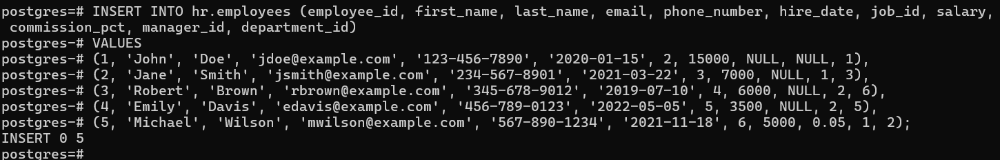 postgres=# INSERT INTO hr.employees (employee_id, first_name, last_name, email, phone_number, hire_date, job_id, salary,
 commission_pct, manager_id, department_id)
postgres-# VALUES
postgres-# (1, 'John', 'Doe', 'jdoe@example.com', '123-456-7890', '2020-01-15', 2, 15000, NULL, NULL, 1),
postgres-# (2, 'Jane', 'Smith', 'jsmith@example.com', '234-567-8901', '2021-03-22', 3, 7000, NULL, 1, 3),
postgres-# (3, 'Robert', 'Brown', 'rbrown@example.com', '345-678-9012', '2019-07-10', 4, 6000, NULL, 2, 6),
postgres-# (4, 'Emily', 'Davis', 'edavis@example.com', '456-789-0123', '2022-05-05', 5, 3500, NULL, 2, 5),
postgres-# (5, 'Michael', 'Wilson', 'mwilson@example.com', '567-890-1234', '2021-11-18', 6, 5000, 0.05, 1, 2);
INSERT 0 5
postgres=#